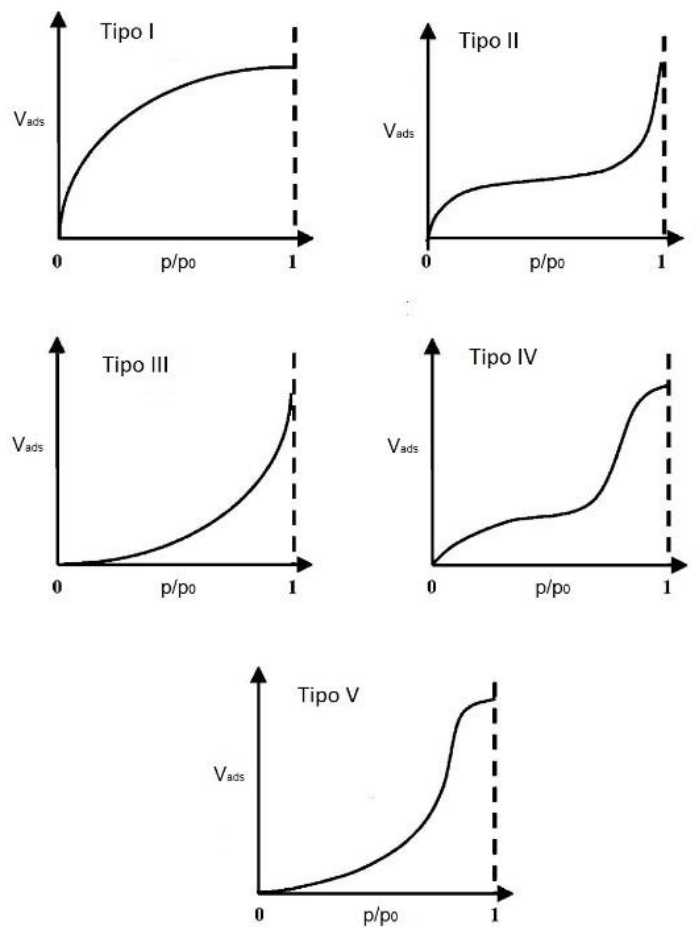 Tipo I
Vads
0
p/p0
1
Tipo II
Vads
0
p/p0
1
Tipo III
Vads
0
p/p0
1
Tipo IV
Vads
0
p/p0
1
Tipo V
Vads
0
p/p0
1